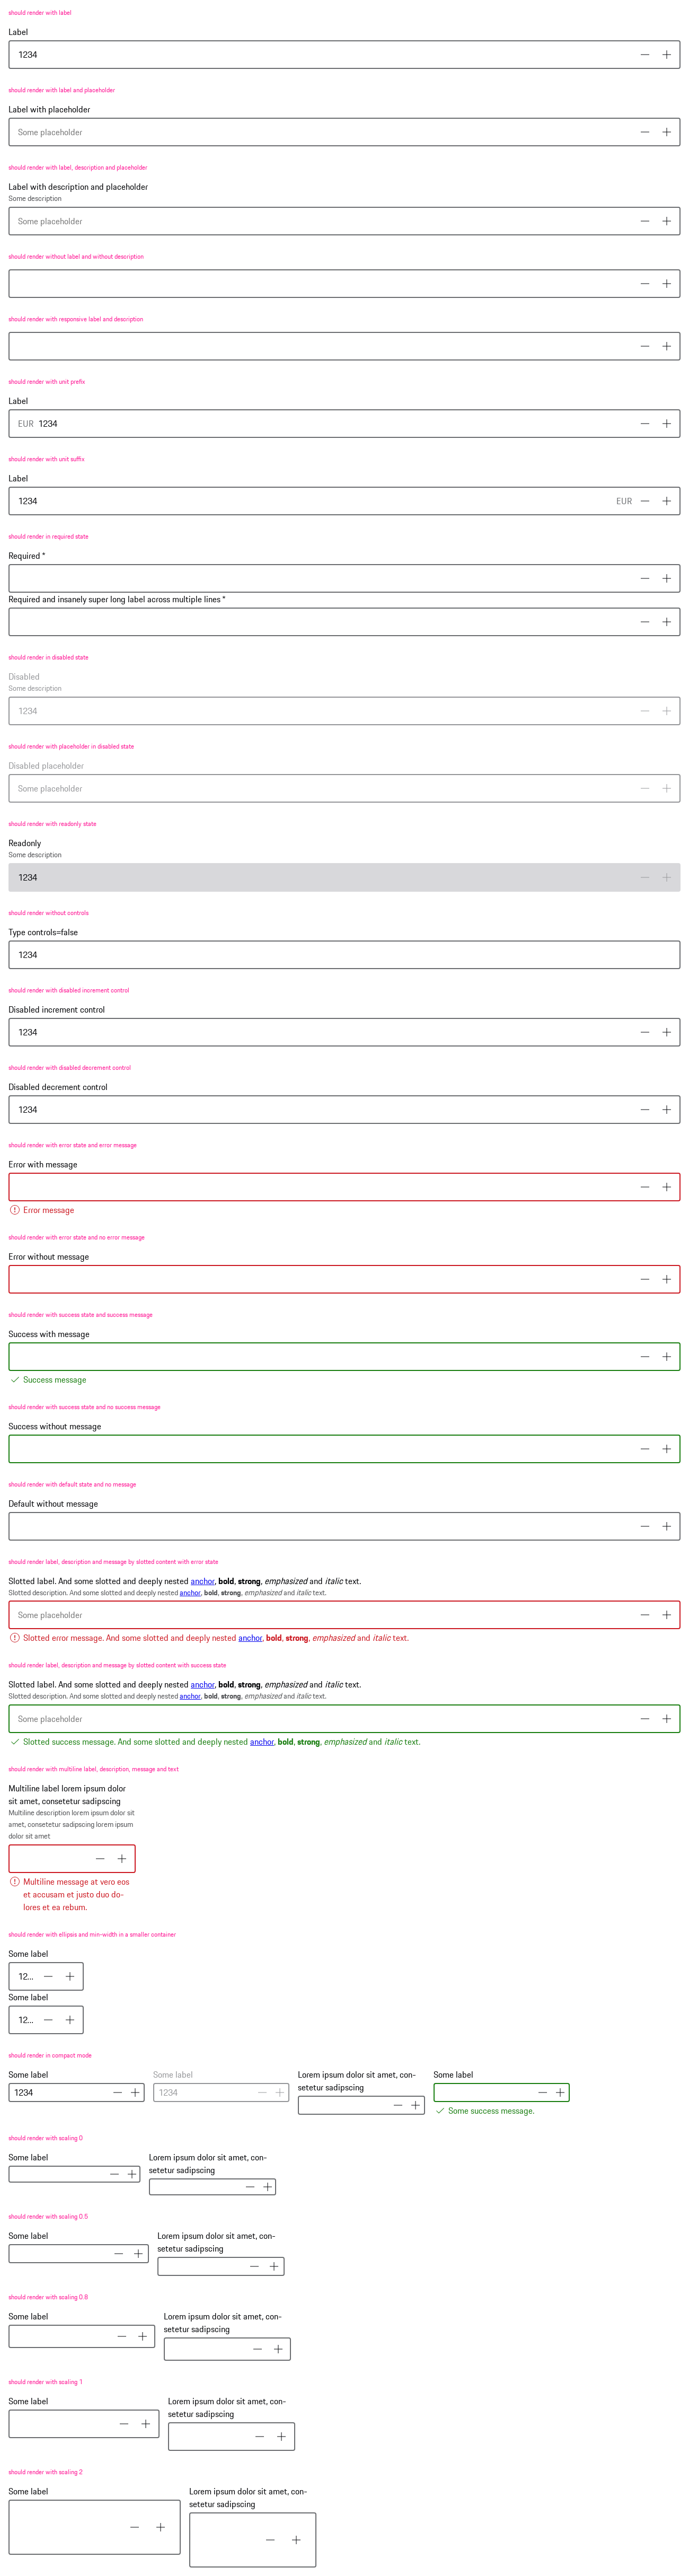 should render with label
Label
1234
should render with label and placeholder
Label with placeholder
Some placeholder
should render with label, description and placeholder
Label with description and placeholder
Some description
Some placeholder
should render without label and without description
should render with responsive label and description
should render with unit prefix
Label
EUR 1234
should render with unit suffix
Label
1234 EUR
should render in required state
Required *
Required and insanely super long label across multiple lines *
should render in disabled state
Disabled
Some description
1234
should render with placeholder in disabled state
Disabled placeholder
Some placeholder
should render with readonly state
Readonly
Some description
1234
should render without controls
Type controls=false
1234
should render with disabled increment control
Disabled increment control
1234
should render with disabled decrement control
Disabled decrement control
1234
should render with error state and error message
Error with message
Error message
should render with error state and no error message
Error without message
should render with success state and success message
Success with message
Success message
should render with success state and no success message
Success without message
should render with default state and no message
Default without message
should render label, description and message by slotted content with error state
Slotted label. And some slotted and deeply nested anchor, bold, strong, emphasized and italic text.
Slotted description. And some slotted and deeply nested anchor, bold, strong, emphasized and italic text.
Some placeholder
Slotted error message. And some slotted and deeply nested anchor, bold, strong, emphasized and italic text.
should render label, description and message by slotted content with success state
Slotted label. And some slotted and deeply nested anchor, bold, strong, emphasized and italic text.
Slotted description. And some slotted and deeply nested anchor, bold, strong, emphasized and italic text.
Some placeholder
Slotted success message. And some slotted and deeply nested anchor, bold, strong, emphasized and italic text.
should render with multiline label, description, message and text
Multiline label lorem ipsum dolor
sit amet, consetetur sadipscing
Multiline description lorem ipsum dolor sit
amet, consetetur sadipscing lorem ipsum
dolor sit amet
Multiline message at vero eos
et accusam et justo duo do-
lores et ea rebum.
should render with ellipsis and min-width in a smaller container
Some label
12...
Some label
12...
should render in compact mode
Some label
1234
Some label
1234
Lorem ipsum dolor sit amet, con-
setetur sadipscing
Some label
Some success message.
should render with scaling 0
Some label
Lorem ipsum dolor sit amet, con-
setetur sadipscing
should render with scaling 0.5
Some label
Lorem ipsum dolor sit amet, con-
setetur sadipscing
should render with scaling 0.8
Some label
Lorem ipsum dolor sit amet, con-
setetur sadipscing
should render with scaling 1
Some label
Lorem ipsum dolor sit amet, con-
setetur sadipscing
should render with scaling 2
Some label
Lorem ipsum dolor sit amet, con-
setetur sadipscing